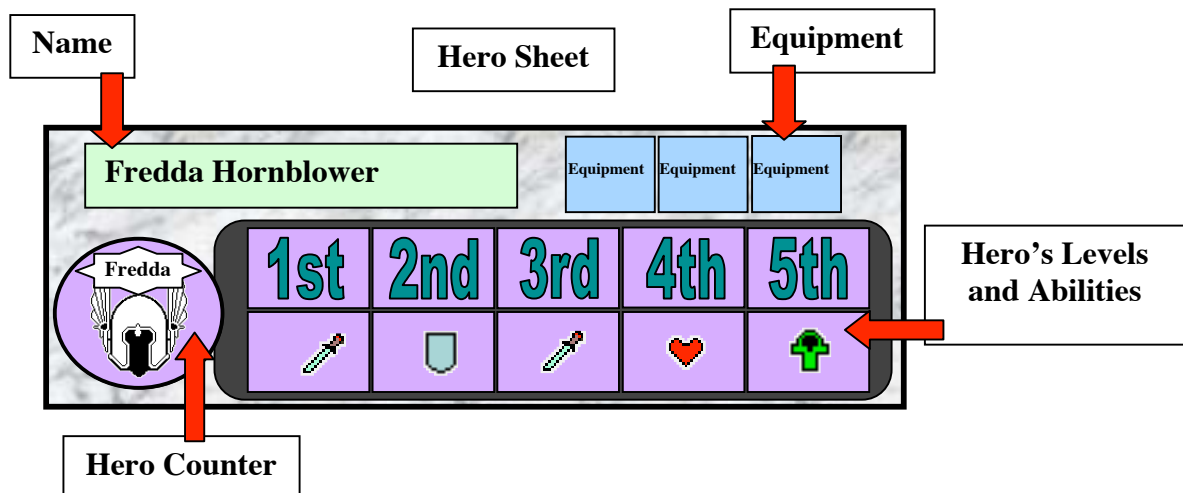 Name
Hero Sheet
Equipment
Fredda Hornblower
Equipment
Equipment
Equipment
Fredda
1st
2nd
3rd
4th
5th
Hero's Levels
and Abilities
Hero Counter